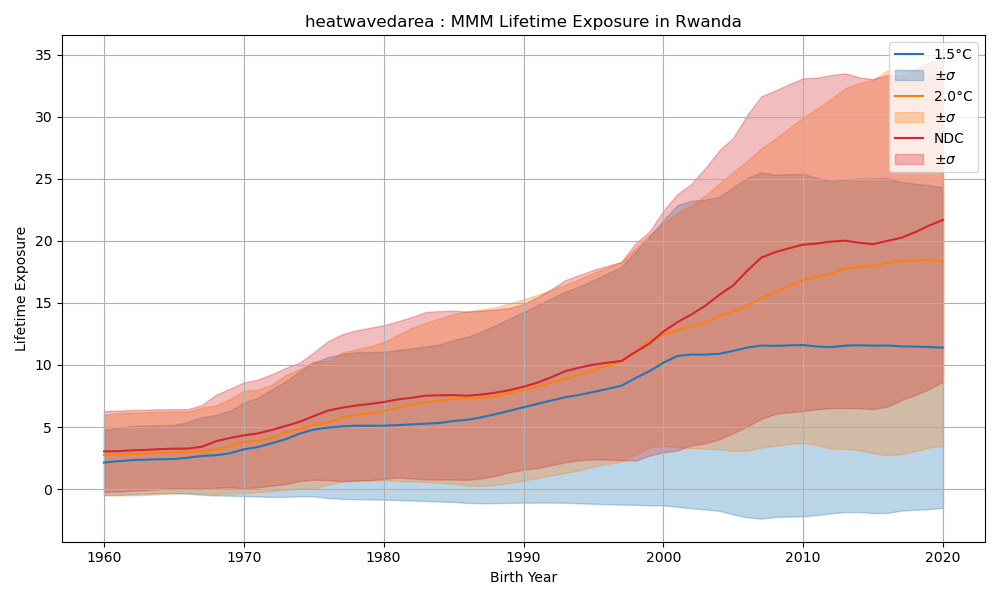 heatwavedarea : MMM Lifetime Exposure in Rwanda
35
30
25
20
15
10
5
0
Lifetime Exposure
1960 1970 1980 1990 2000 2010 2020
Birth Year
1.5°C
±σ
2.0°C
±σ
NDC
±σ